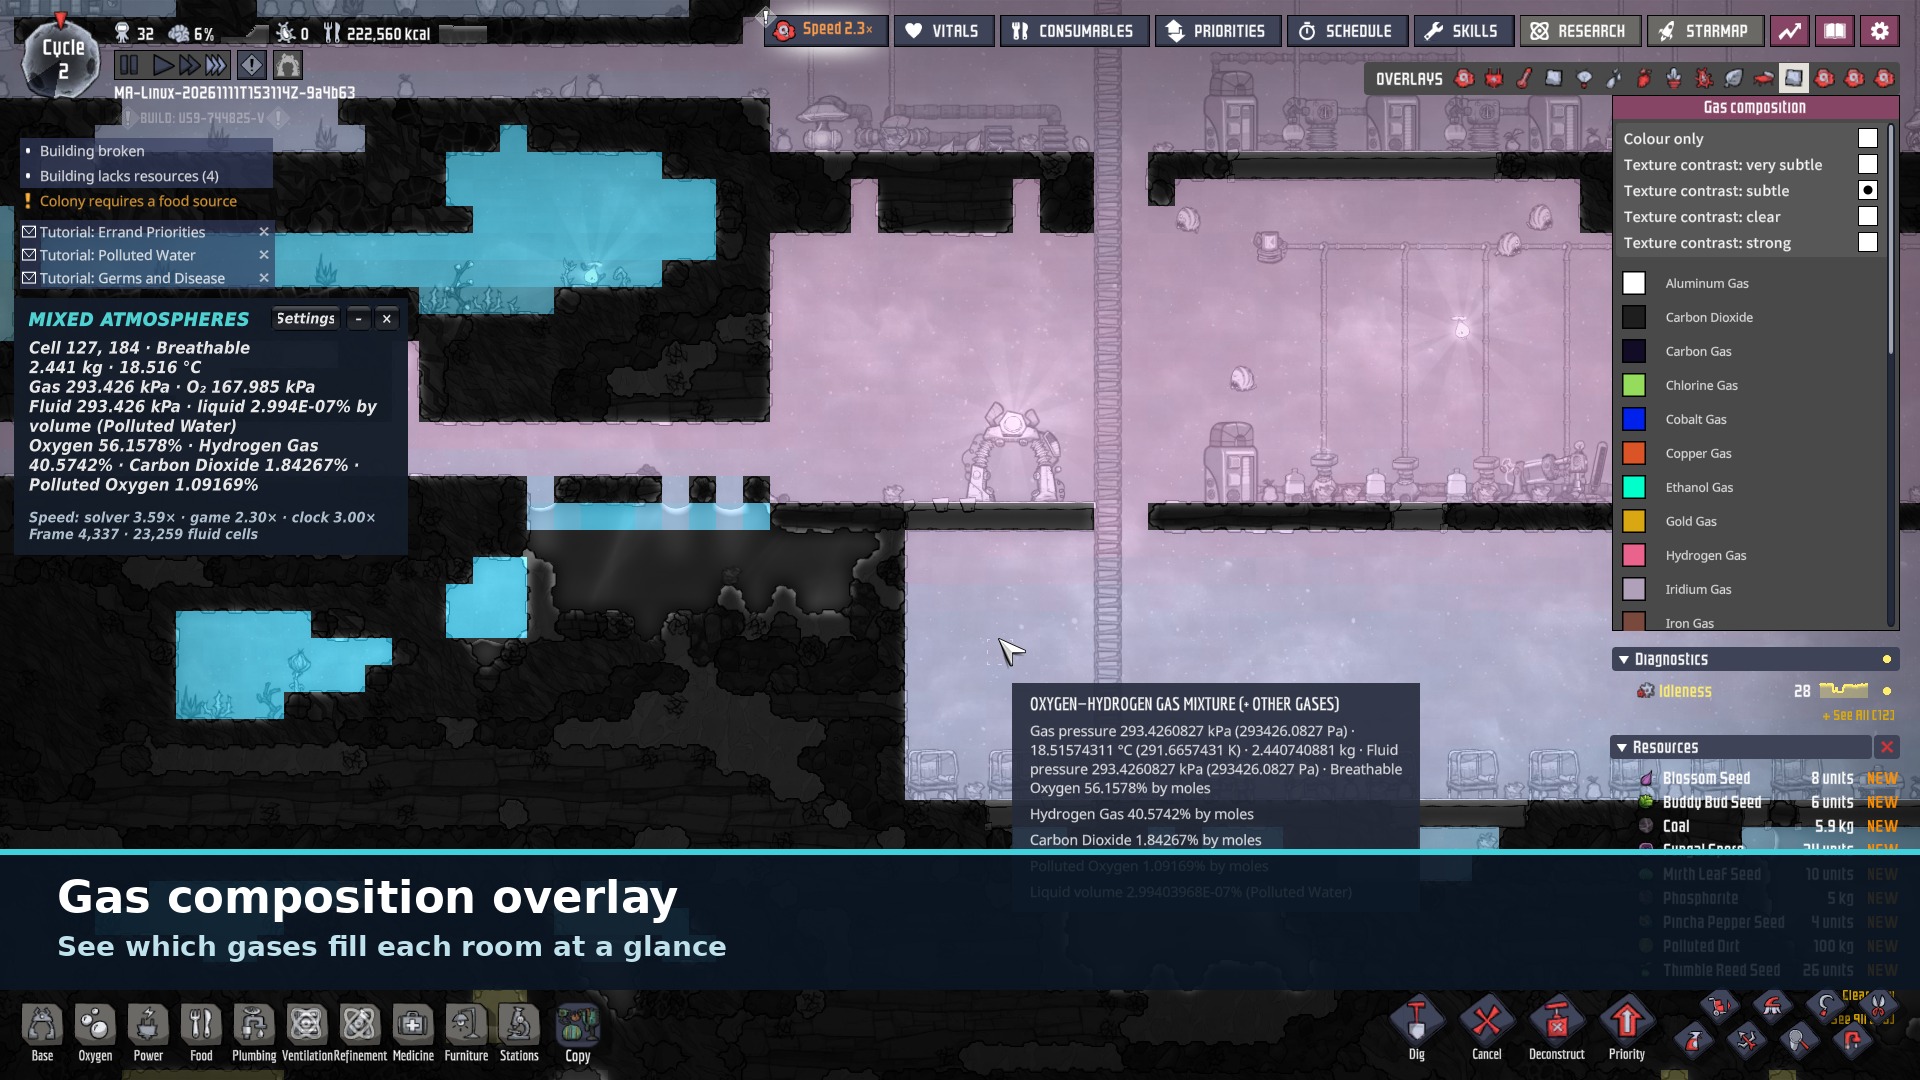 Cycle
2
32
6%
0
222,560 kcal
Speed 2.3×
VITALS
CONSUMABLES
PRIORITIES
SCHEDULE
SKILLS
RESEARCH
STARMAP
MA-Linux-20261111T153114Z-9a4b63
BUILD: U59-744825-V
OVERLAYS
Gas composition
Colour only
Texture contrast: very subtle
Texture contrast: subtle
Texture contrast: clear
Texture contrast: strong
Aluminum Gas
Carbon Dioxide
Carbon Gas
Chlorine Gas
Cobalt Gas
Copper Gas
Ethanol Gas
Gold Gas
Hydrogen Gas
Iridium Gas
Iron Gas
• Building broken
• Building lacks resources (4)
! Colony requires a food source
Tutorial: Errand Priorities ×
Tutorial: Polluted Water ×
Tutorial: Germs and Disease ×
MIXED ATMOSPHERES
Settings
–
×
Cell 127, 184 · Breathable
2.441 kg · 18.516 °C
Gas 293.426 kPa · O₂ 167.985 kPa
Fluid 293.426 kPa · liquid 2.994E-07% by
volume (Polluted Water)
Oxygen 56.1578% · Hydrogen Gas
40.5742% · Carbon Dioxide 1.84267% ·
Polluted Oxygen 1.09169%
Speed: solver 3.59× · game 2.30× · clock 3.00×
Frame 4,337 · 23,259 fluid cells
OXYGEN–HYDROGEN GAS MIXTURE (+ OTHER GASES)
Gas pressure 293.4260827 kPa (293426.0827 Pa) ·
18.51574311 °C (291.6657431 K) · 2.440740881 kg · Fluid
pressure 293.4260827 kPa (293426.0827 Pa) · Breathable
Oxygen 56.1578% by moles
Hydrogen Gas 40.5742% by moles
Carbon Dioxide 1.84267% by moles
Polluted Oxygen 1.09169% by moles
Liquid volume 2.99403968E-07% (Polluted Water)
Diagnostics
Idleness 28
+ See All [12]
Resources
Blossom Seed 8 units NEW
Buddy Bud Seed 6 units NEW
Coal 5.9 kg NEW
Mirth Leaf Seed 10 units NEW
Phosphorite 5 kg NEW
Pincha Pepper Seed 4 units NEW
Polluted Dirt 100 kg NEW
Thimble Reed Seed 26 units NEW
Gas composition overlay
See which gases fill each room at a glance
Base
Oxygen
Power
Food
Plumbing
Ventilation
Refinement
Medicine
Furniture
Stations
Copy
Dig
Cancel
Deconstruct
Priority